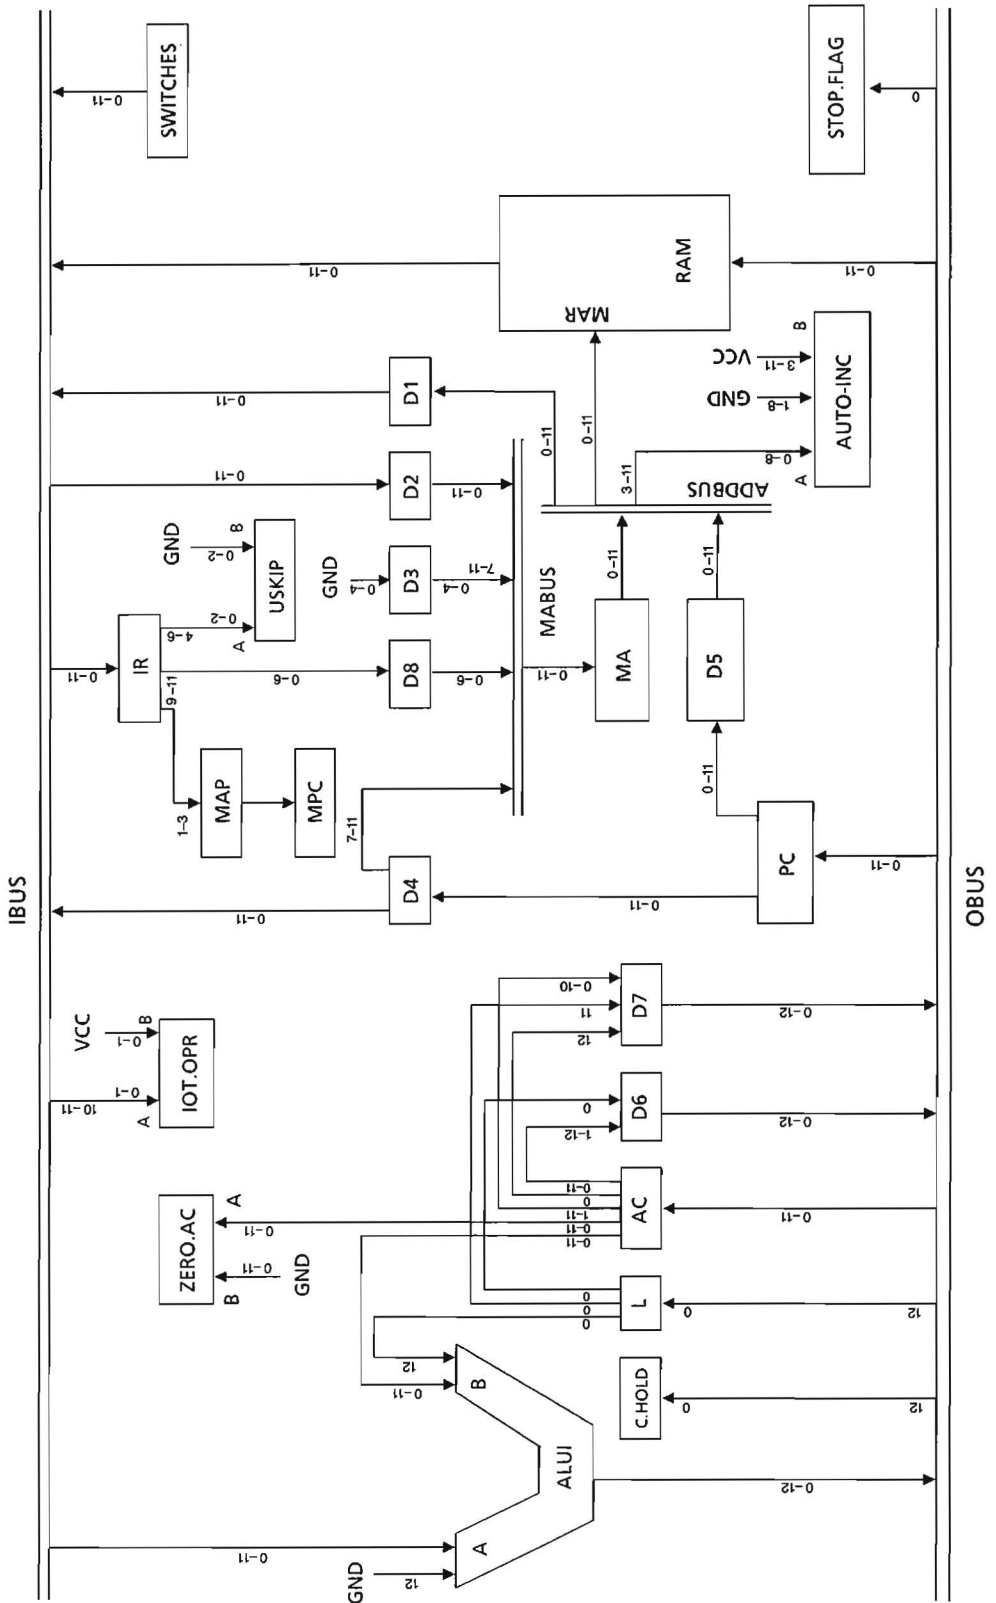 IBUS
SWITCHES
0-11
0-11
D1
0-11
D2
0-11
0-11
GND
0-2
B
USKIP
A
0-2
4-6
GND
0-4
D3
0-4
7-11
IR
0-11
9-11
0-6
D8
0-6
1-3
MAP
MPC
7-11
D4
0-11
0-11
MABUS
0-11
MA
0-11
D5
0-11
0-11
ADDBUS
0-11
0-11
3-11
MAR
RAM
0-11
VCC
3-11
B
GND
1-8
0-8
A
AUTO-INC
STOP.FLAG
0
PC
0-11
VCC
0-1
B
IOT.OPR
A
0-1
10-11
ZERO.AC
A
0-11
B
0-11
GND
0-10
11
12
D7
0-12
0
1-12
D6
0-12
0-11
0
1-11
0-11
0-11
AC
0-11
0
0
0
L
0
12
C.HOLD
0
12
12
0-11
B
ALUI
A
0-11
GND
12
0-12
OBUS